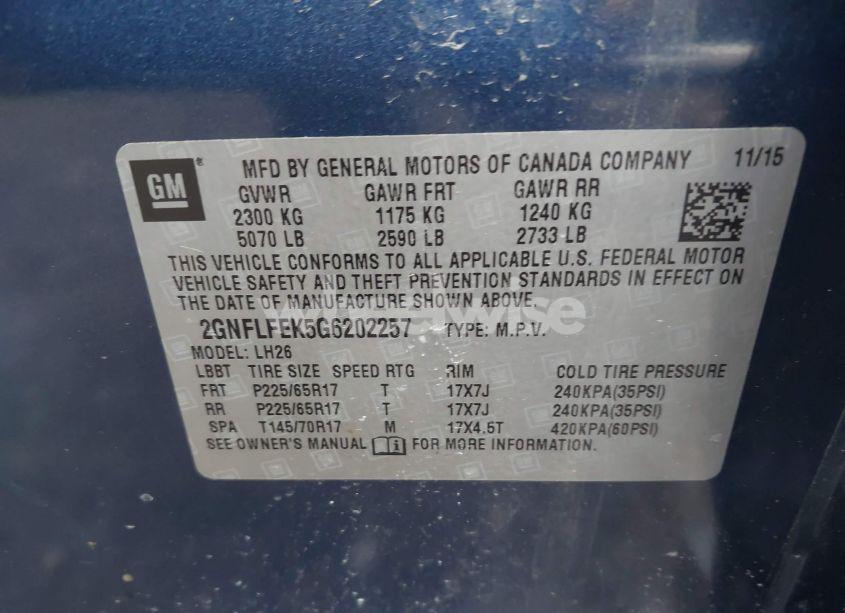 GM ® MFD BY GENERAL MOTORS OF CANADA COMPANY 11/15
GVWR GAWR FRT GAWR RR
2300 KG 1175 KG 1240 KG
5070 LB 2590 LB 2733 LB
THIS VEHICLE CONFORMS TO ALL APPLICABLE U.S. FEDERAL MOTOR
VEHICLE SAFETY AND THEFT PREVENTION STANDARDS IN EFFECT ON
THE DATE OF MANUFACTURE SHOWN ABOVE.
2GNFLFEK5G6202257 TYPE: M.P.V.
MODEL: LH26
LBBT TIRE SIZE SPEED RTG RIM COLD TIRE PRESSURE
FRT P225/65R17 T 17X7J 240KPA(35PSI)
RR P225/65R17 T 17X7J 240KPA(35PSI)
SPA T145/70R17 M 17X4.5T 420KPA(60PSI)
SEE OWNER'S MANUAL FOR MORE INFORMATION.